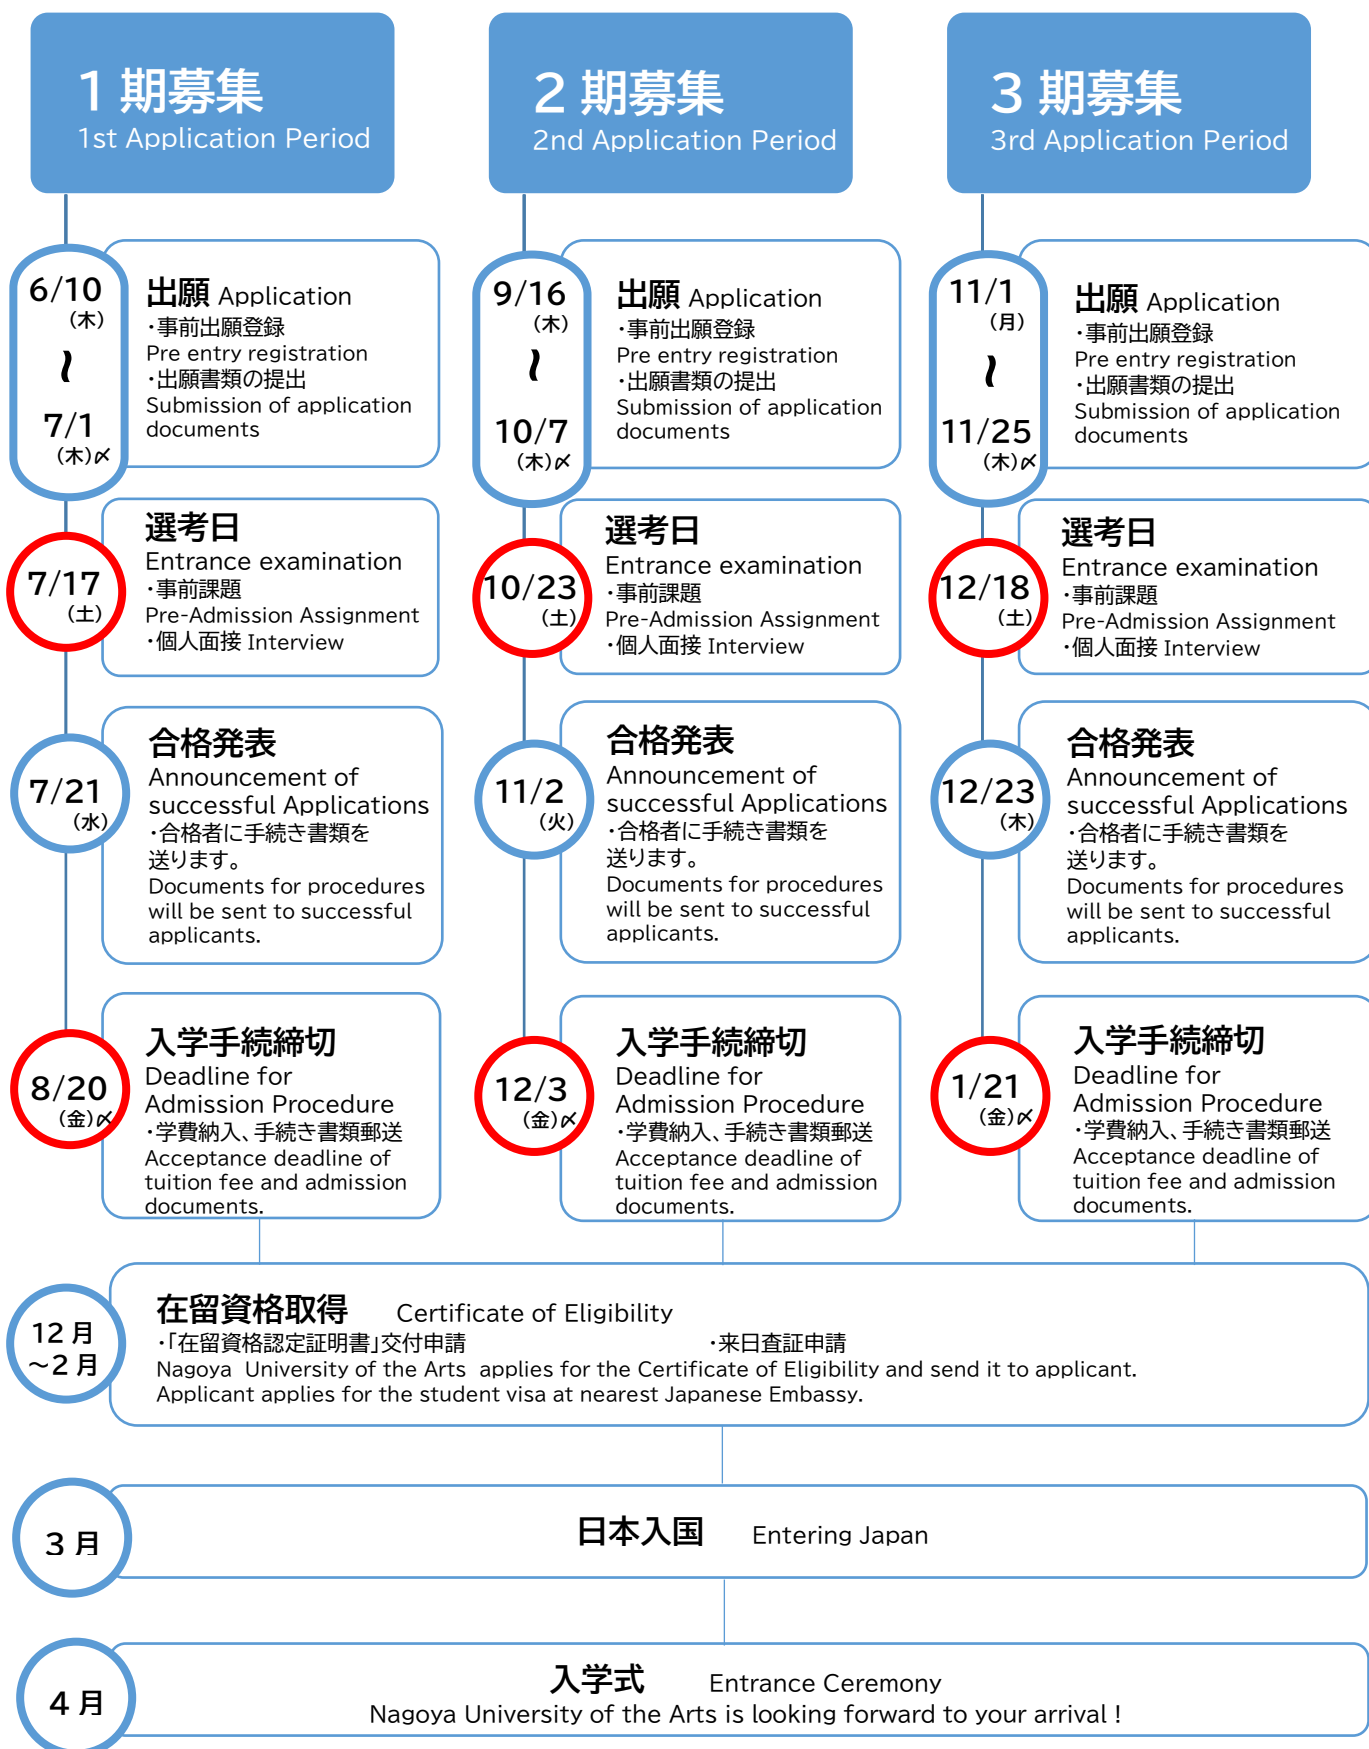 1 期募集
1st Application Period
6/10
(木)
~
7/1
(木)〆
出願 Application
・事前出願登録
Pre entry registration
・出願書類の提出
Submission of application
documents
7/17
(土)
選考日
Entrance examination
・事前課題
Pre-Admission Assignment
・個人面接 Interview
7/21
(水)
合格発表
Announcement of
successful Applications
・合格者に手続き書類を
送ります。
Documents for procedures
will be sent to successful
applicants.
8/20
(金)〆
入学手続締切
Deadline for
Admission Procedure
・学費納入、手続き書類郵送
Acceptance deadline of
tuition fee and admission
documents.
2 期募集
2nd Application Period
9/16
(木)
~
10/7
(木)〆
出願 Application
・事前出願登録
Pre entry registration
・出願書類の提出
Submission of application
documents
10/23
(土)
選考日
Entrance examination
・事前課題
Pre-Admission Assignment
・個人面接 Interview
11/2
(火)
合格発表
Announcement of
successful Applications
・合格者に手続き書類を
送ります。
Documents for procedures
will be sent to successful
applicants.
12/3
(金)〆
入学手続締切
Deadline for
Admission Procedure
・学費納入、手続き書類郵送
Acceptance deadline of
tuition fee and admission
documents.
3 期募集
3rd Application Period
11/1
(月)
~
11/25
(木)〆
出願 Application
・事前出願登録
Pre entry registration
・出願書類の提出
Submission of application
documents
12/18
(土)
選考日
Entrance examination
・事前課題
Pre-Admission Assignment
・個人面接 Interview
12/23
(木)
合格発表
Announcement of
successful Applications
・合格者に手続き書類を
送ります。
Documents for procedures
will be sent to successful
applicants.
1/21
(金)〆
入学手続締切
Deadline for
Admission Procedure
・学費納入、手続き書類郵送
Acceptance deadline of
tuition fee and admission
documents.
12 月
～2 月
在留資格取得 Certificate of Eligibility
・「在留資格認定証明書」交付申請 ・来日査証申請
Nagoya University of the Arts applies for the Certificate of Eligibility and send it to applicant.
Applicant applies for the student visa at nearest Japanese Embassy.
3 月
日本入国 Entering Japan
4 月
入学式 Entrance Ceremony
Nagoya University of the Arts is looking forward to your arrival !